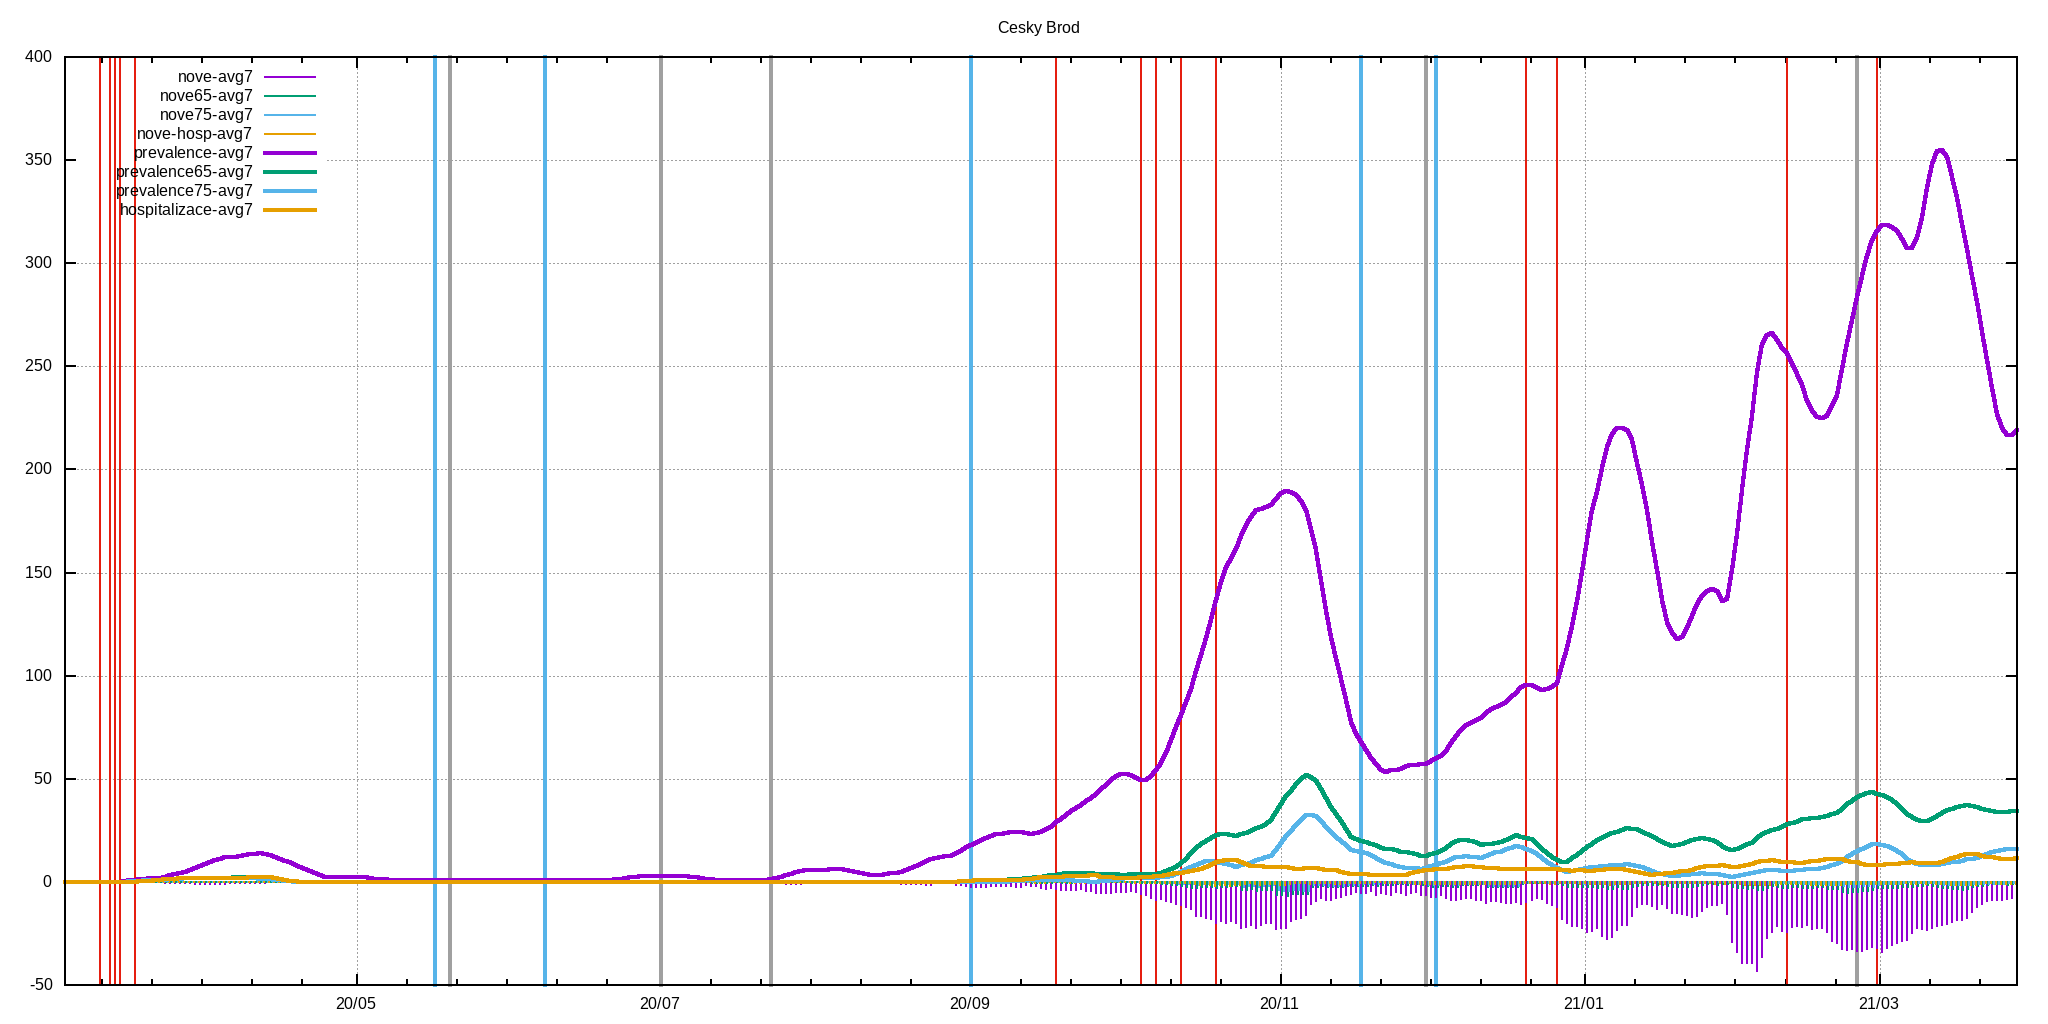 Cesky Brod
400
350
300
250
200
150
100
50
0
-50
nove-avg7
nove65-avg7
nove75-avg7
nove-hosp-avg7
prevalence-avg7
prevalence65-avg7
prevalence75-avg7
hospitalizace-avg7
20/05 20/07 20/09 20/11 21/01 21/03